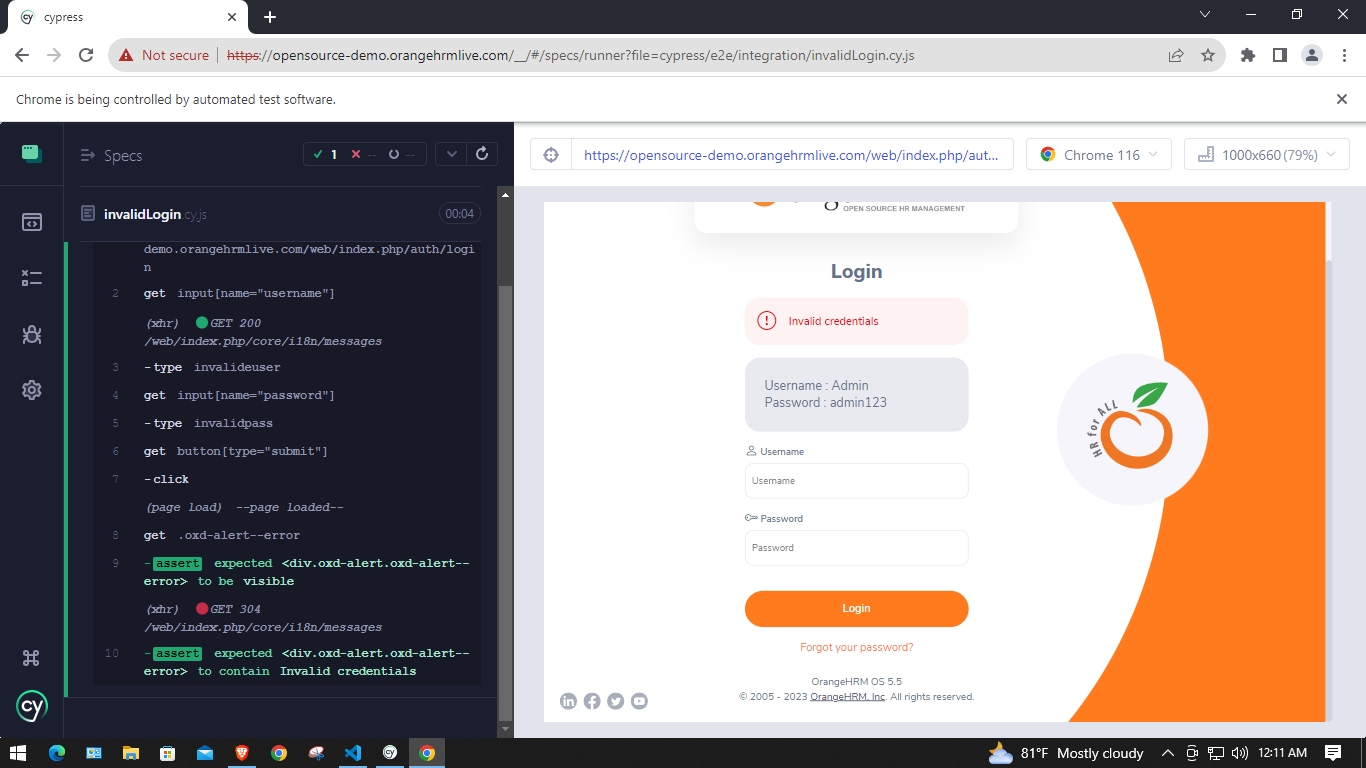 cypress
Not secure
https://opensource-demo.orangehrmlive.com/__/#/specs/runner?file=cypress/e2e/integration/invalidLogin.cy.js
Chrome is being controlled by automated test software.
Specs
1 -- --
invalidLogin.cy.js
00:04
demo.orangehrmlive.com/web/index.php/auth/logi
n
2 get input[name="username"]
(xhr) GET 200
/web/index.php/core/i18n/messages
3 -type invalideuser
4 get input[name="password"]
5 -type invalidpass
6 get button[type="submit"]
7 -click
(page load) --page loaded--
8 get .oxd-alert--error
9 -assert expected <div.oxd-alert.oxd-alert--
error> to be visible
(xhr) GET 304
/web/index.php/core/i18n/messages
10 -assert expected <div.oxd-alert.oxd-alert--
error> to contain Invalid credentials
cy
https://opensource-demo.orangehrmlive.com/web/index.php/aut...
Chrome 116
1000x660 (79%)
OPEN SOURCE HR MANAGEMENT
Login
Invalid credentials
Username : Admin
Password : admin123
Username
Username
Password
Password
Login
Forgot your password?
OrangeHRM OS 5.5
© 2005 - 2023 OrangeHRM, Inc. All rights reserved.
HR for ALL
81°F Mostly cloudy
12:11 AM